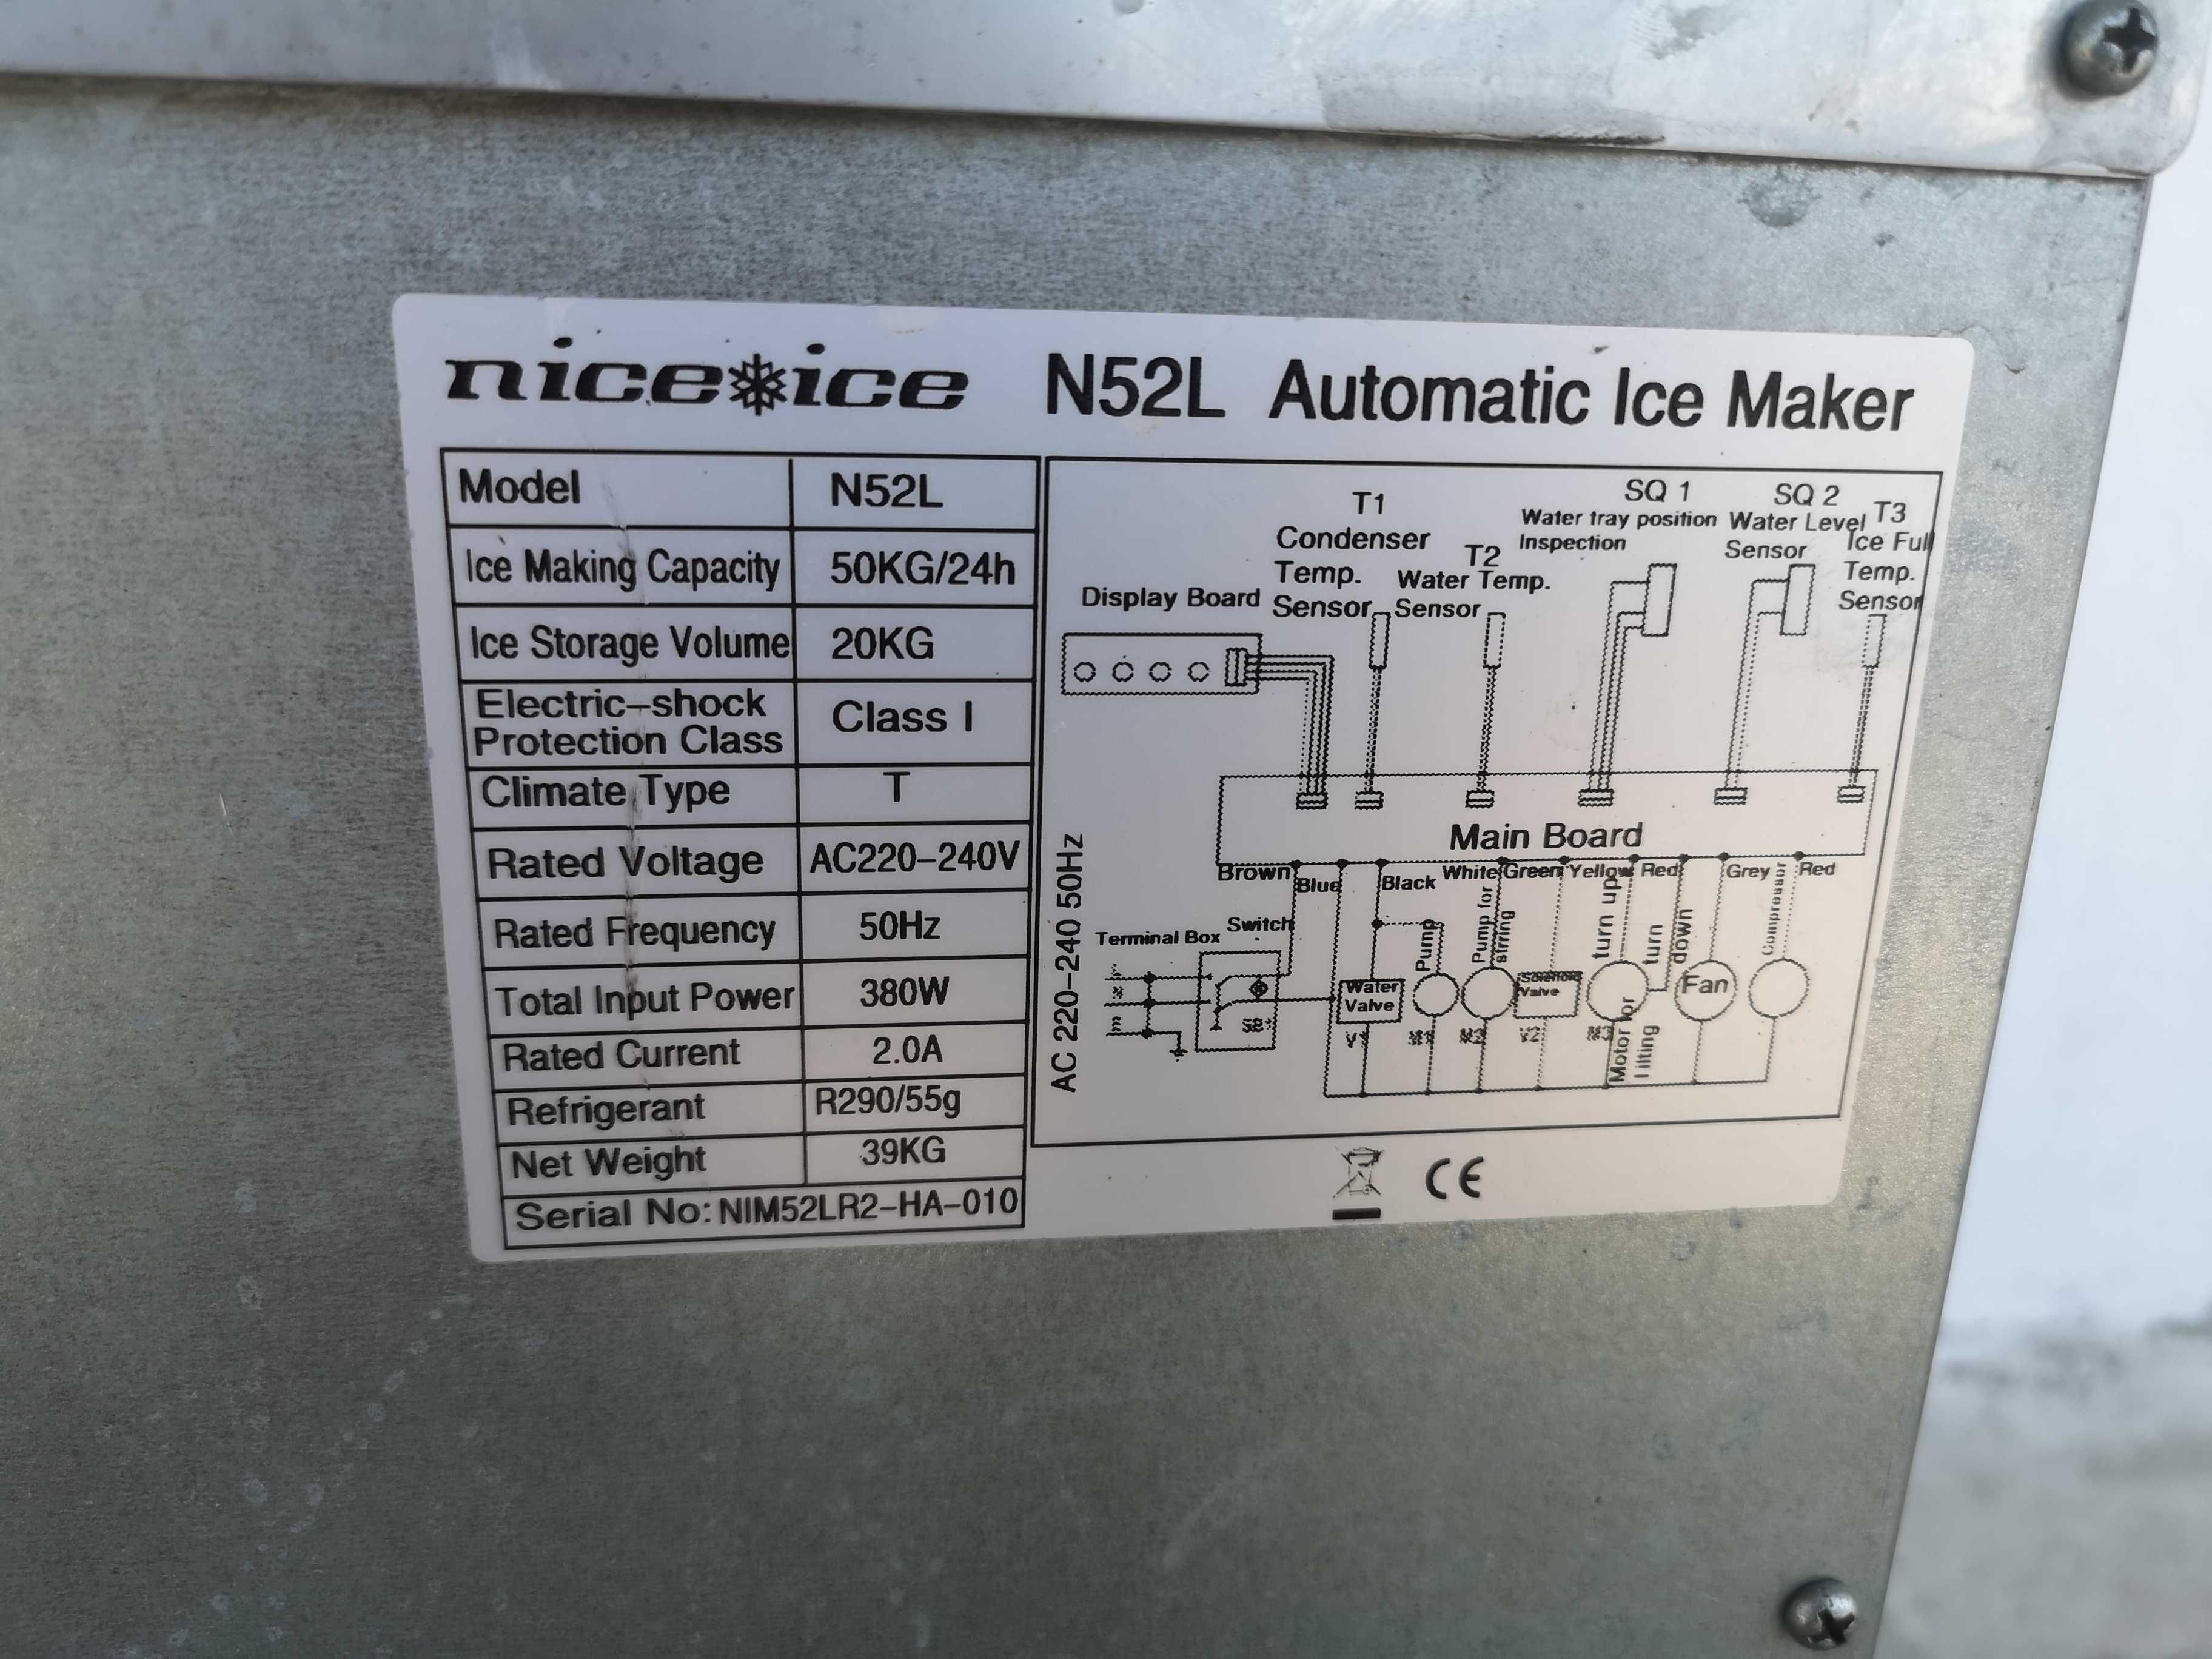 nice ice N52L Automatic Ice Maker
Model N52L
Ice Making Capacity 50KG/24h
Ice Storage Volume 20KG
Electric-shock
Protection Class Class I
Climate Type T
Rated Voltage AC220-240V
Rated Frequency 50Hz
Total Input Power 380W
Rated Current 2.0A
Refrigerant R290/55g
Net Weight 39KG
Serial No: NIM52LR2-HA-010
Display Board
T1
Condenser
Temp.
Sensor
T2
Water Temp.
Sensor
SQ 1
Water tray position
Inspection
SQ 2
Water Level
Sensor
T3
Ice Full
Temp.
Sensor
Main Board
Brown
Blue
Black
White
Green
Yellow
Red
Grey
Red
AC 220-240 50Hz
Terminal Box
Switch
Water
Valve
V1
Pump
M1
Pump for
M2
Solenoid
Valve
V2
turn up
turn
down
M3
Motor for
Tilting
Fan
Compressor
CE